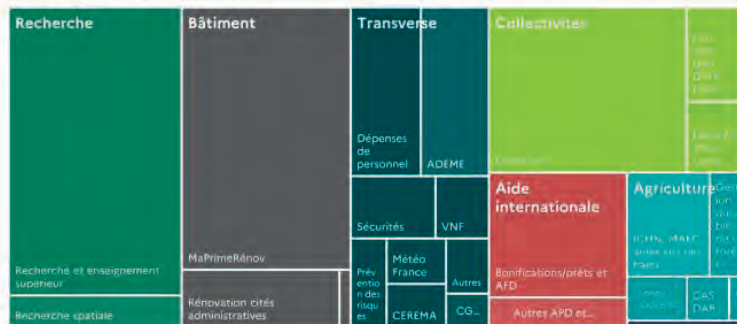 Recherche
Recherche et enseignement
supérieur
Recherche spatiale
Bâtiment
MaPrimeRénov
Rénovation cités
administratives
Transverse
Dépenses
de
personnel
ADEME
Sécurités
VNF
Prév
entio
n des
risqu
es
Météo
France
CEREMA
Autres
CG...
Collectivités
Aide
internationale
Bonifications/prêts et
AFD
Autres APD et...
Agriculture
ICHN, MAEC
CAS
DAR